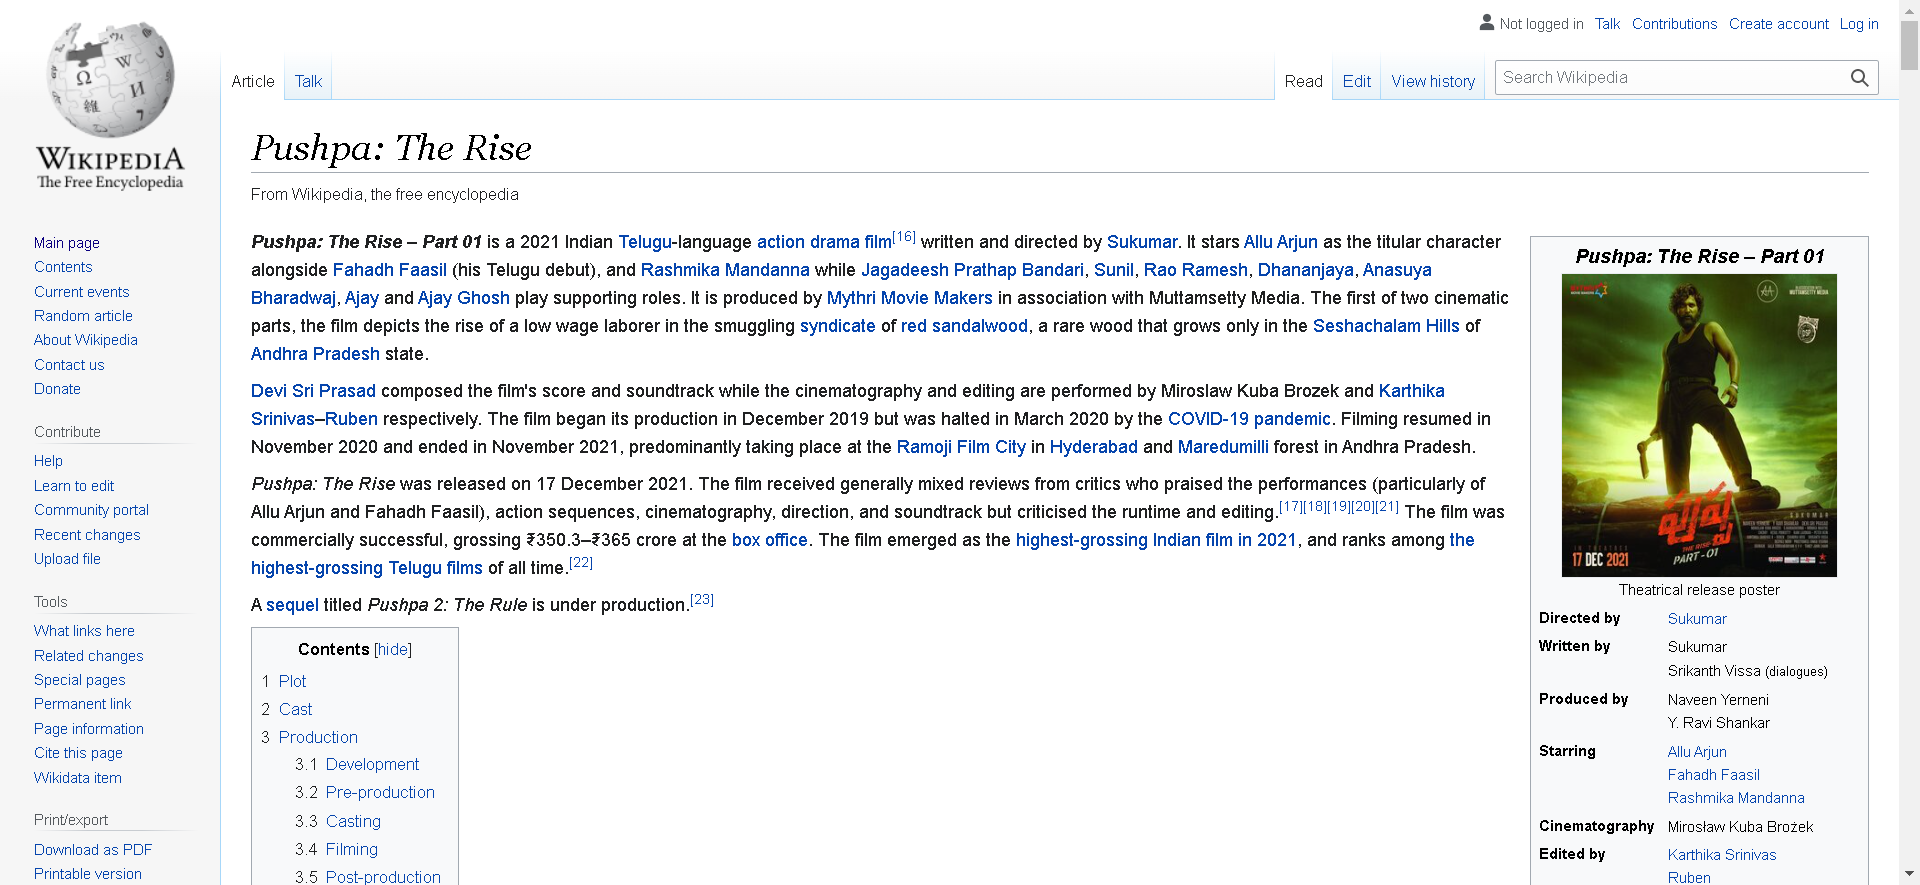 Not logged in Talk Contributions Create account Log in
Article Talk Read Edit View history Search Wikipedia
WIKIPEDIA
The Free Encyclopedia
Main page
Contents
Current events
Random article
About Wikipedia
Contact us
Donate
Contribute
Help
Learn to edit
Community portal
Recent changes
Upload file
Tools
What links here
Related changes
Special pages
Permanent link
Page information
Cite this page
Wikidata item
Print/export
Download as PDF
Printable version
Pushpa: The Rise
From Wikipedia, the free encyclopedia
Pushpa: The Rise – Part 01 is a 2021 Indian Telugu-language action drama film[16] written and directed by Sukumar. It stars Allu Arjun as the titular character
alongside Fahadh Faasil (his Telugu debut), and Rashmika Mandanna while Jagadeesh Prathap Bandari, Sunil, Rao Ramesh, Dhananjaya, Anasuya
Bharadwaj, Ajay and Ajay Ghosh play supporting roles. It is produced by Mythri Movie Makers in association with Muttamsetty Media. The first of two cinematic
parts, the film depicts the rise of a low wage laborer in the smuggling syndicate of red sandalwood, a rare wood that grows only in the Seshachalam Hills of
Andhra Pradesh state.
Devi Sri Prasad composed the film's score and soundtrack while the cinematography and editing are performed by Miroslaw Kuba Brozek and Karthika
Srinivas–Ruben respectively. The film began its production in December 2019 but was halted in March 2020 by the COVID-19 pandemic. Filming resumed in
November 2020 and ended in November 2021, predominantly taking place at the Ramoji Film City in Hyderabad and Maredumilli forest in Andhra Pradesh.
Pushpa: The Rise was released on 17 December 2021. The film received generally mixed reviews from critics who praised the performances (particularly of
Allu Arjun and Fahadh Faasil), action sequences, cinematography, direction, and soundtrack but criticised the runtime and editing.[17][18][19][20][21] The film was
commercially successful, grossing ₹350.3–₹365 crore at the box office. The film emerged as the highest-grossing Indian film in 2021, and ranks among the
highest-grossing Telugu films of all time.[22]
A sequel titled Pushpa 2: The Rule is under production.[23]
Contents [hide]
1 Plot
2 Cast
3 Production
3.1 Development
3.2 Pre-production
3.3 Casting
3.4 Filming
3.5 Post-production
Pushpa: The Rise – Part 01
MUTTAMSETTY MEDIA
DSP
SUKUMAR
పుష్ప
THE RISE
PART-01
17 DEC 2021
Theatrical release poster
Directed by Sukumar
Written by Sukumar
Srikanth Vissa (dialogues)
Produced by Naveen Yerneni
Y. Ravi Shankar
Starring Allu Arjun
Fahadh Faasil
Rashmika Mandanna
Cinematography Mirosław Kuba Brożek
Edited by Karthika Srinivas
Ruben